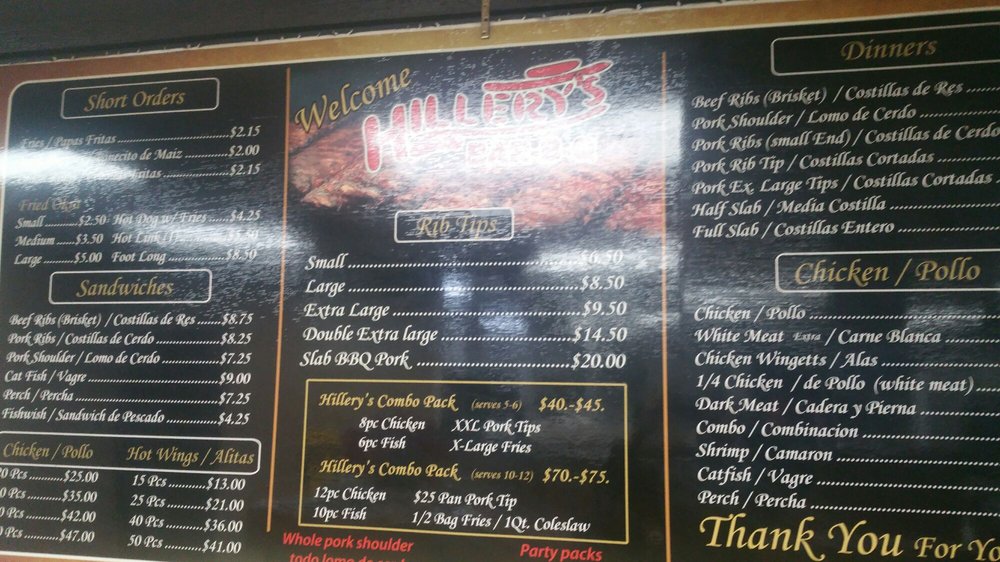 Short Orders
Fries / Papas Fritas $2.15
de Maiz $2.00
$2.15
Fried Okra
Small $2.50 Hot Dog w/ Fries $4.25
Medium $3.50 Hot Link
Large $5.00 Foot Long $8.50
Sandwiches
Beef Ribs (Brisket) / Costillas de Res $8.75
Pork Ribs / Costillas de Cerdo $8.25
Pork Shoulder / Lomo de Cerdo $7.25
Cat Fish / Vagre $9.00
Perch / Percha $7.25
Fishwish / Sandwich de Pescado $4.25
Chicken / Pollo Hot Wings / Alitas
Pcs $25.00 15 Pcs $13.00
Pcs $35.00 25 Pcs $21.00
Pcs $42.00 40 Pcs $36.00
Pcs $47.00 50 Pcs $41.00
Welcome
HILLERY'S
Rib Tips
Small $6.50
Large $8.50
Extra Large $9.50
Double Extra large $14.50
Slab BBQ Pork $20.00
Hillery's Combo Pack (serves 5-6) $40.-$45.
8pc Chicken XXL Pork Tips
6pc Fish X-Large Fries
Hillery's Combo Pack (serves 10-12) $70.-$75.
12pc Chicken $25 Pan Pork Tip
10pc Fish 1/2 Bag Fries / 1Qt. Coleslaw
Whole pork shoulder Party packs
todo lomo de
Dinners
Beef Ribs (Brisket) / Costillas de Res
Pork Shoulder / Lomo de Cerdo
Pork Ribs (small End) / Costillas de Cerdo
Pork Rib Tip / Costillas Cortadas
Pork Ex. Large Tips / Costillas Cortadas
Half Slab / Media Costilla
Full Slab / Costillas Entero
Chicken / Pollo
Chicken / Pollo
White Meat Extra / Carne Blanca
Chicken Wingetts / Alas
1/4 Chicken / de Pollo (white meat)
Dark Meat / Cadera y Pierna
Combo / Combinacion
Shrimp / Camaron
Catfish / Vagre
Perch / Percha
Thank You For